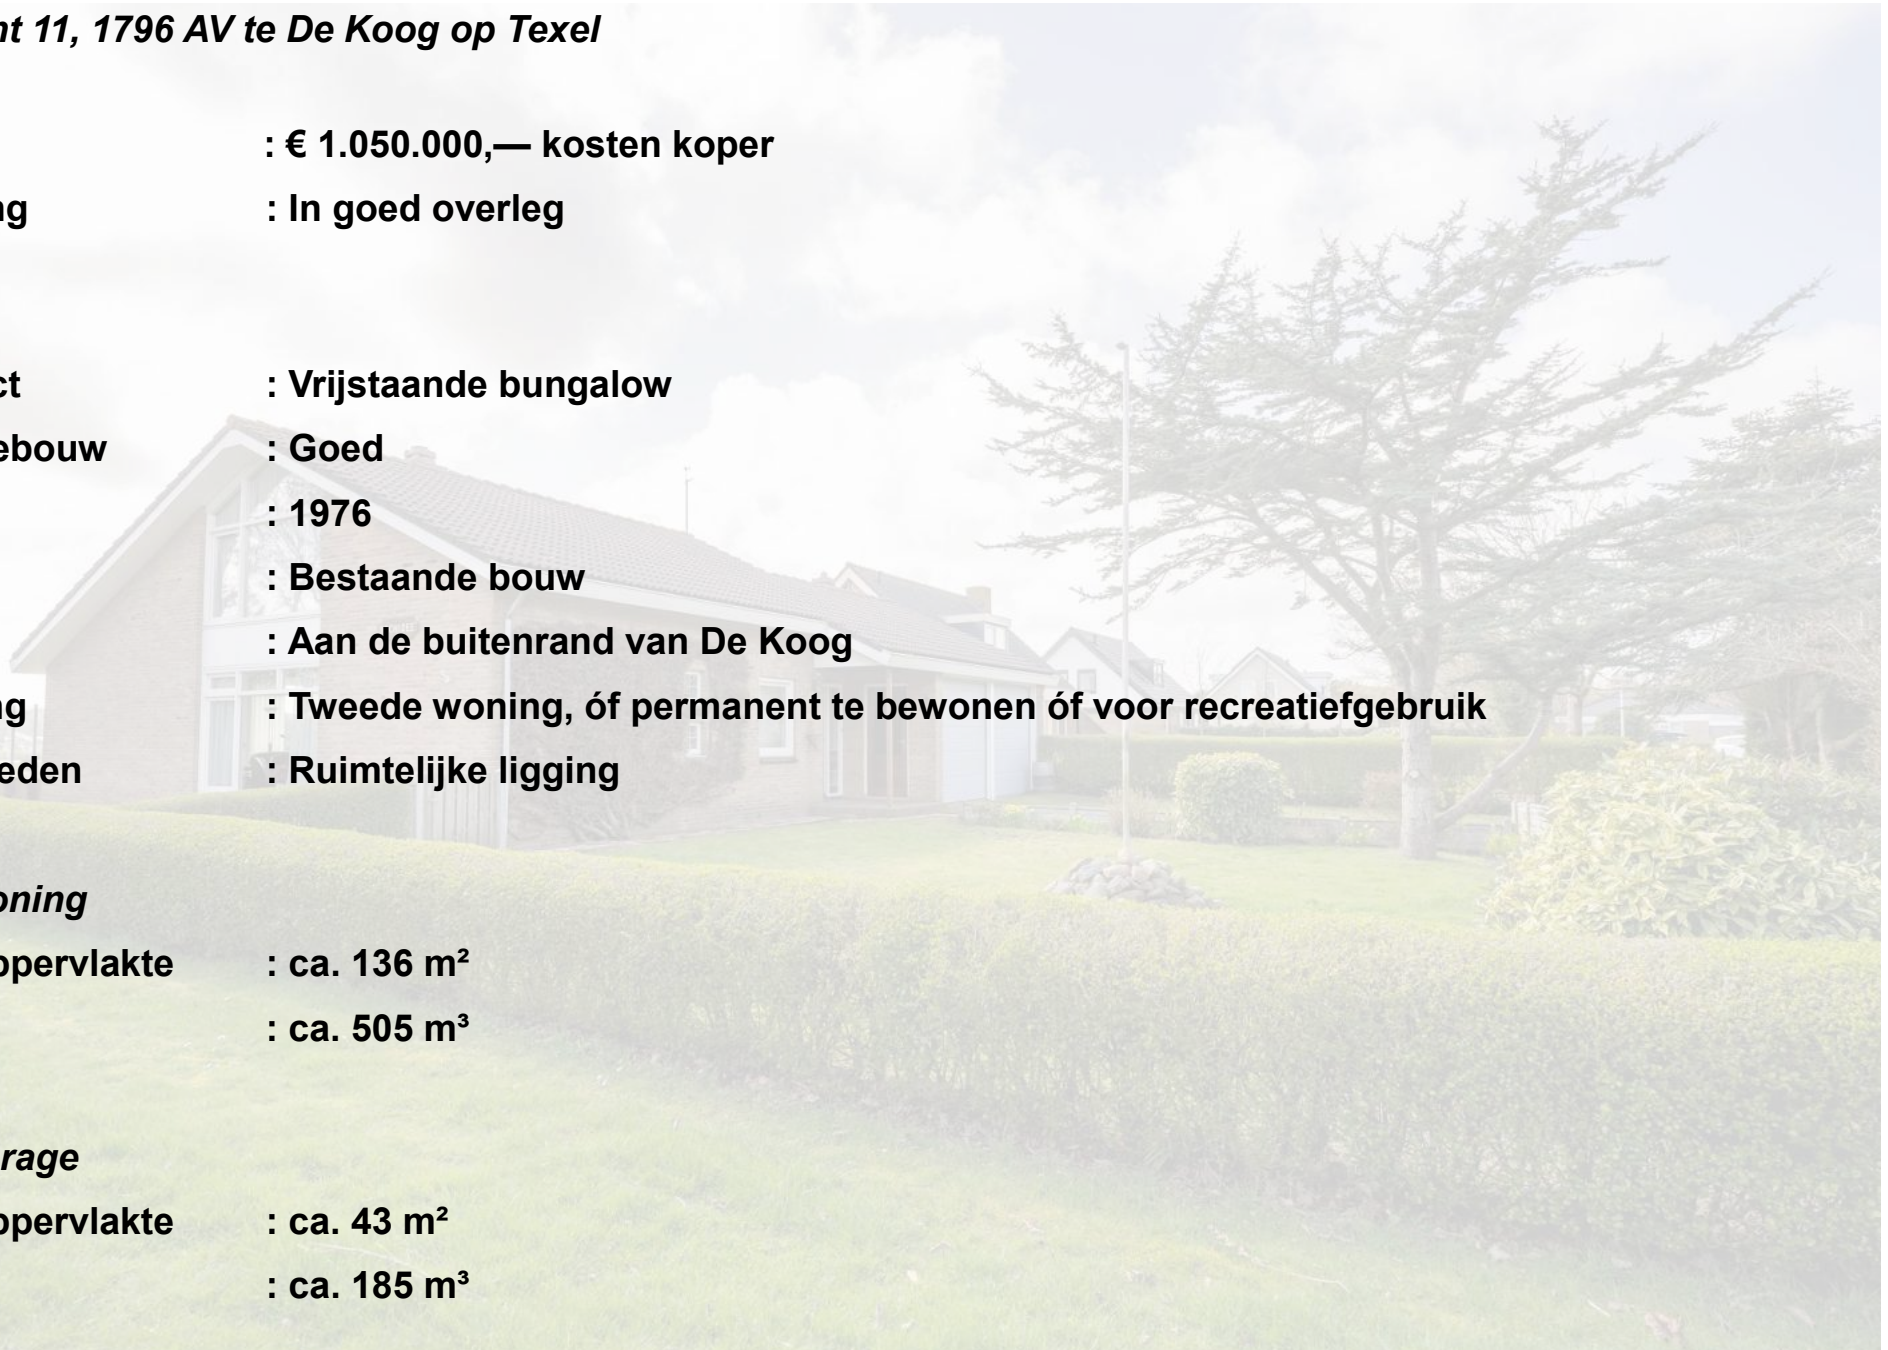 nt 11, 1796 AV te De Koog op Texel
: € 1.050.000,— kosten koper
ng : In goed overleg
ct : Vrijstaande bungalow
ebouw : Goed
: 1976
: Bestaande bouw
: Aan de buitenrand van De Koog
ng : Tweede woning, óf permanent te bewonen óf voor recreatiefgebruik
eden : Ruimtelijke ligging
oning
oppervlakte : ca. 136 m²
: ca. 505 m³
rage
oppervlakte : ca. 43 m²
: ca. 185 m³